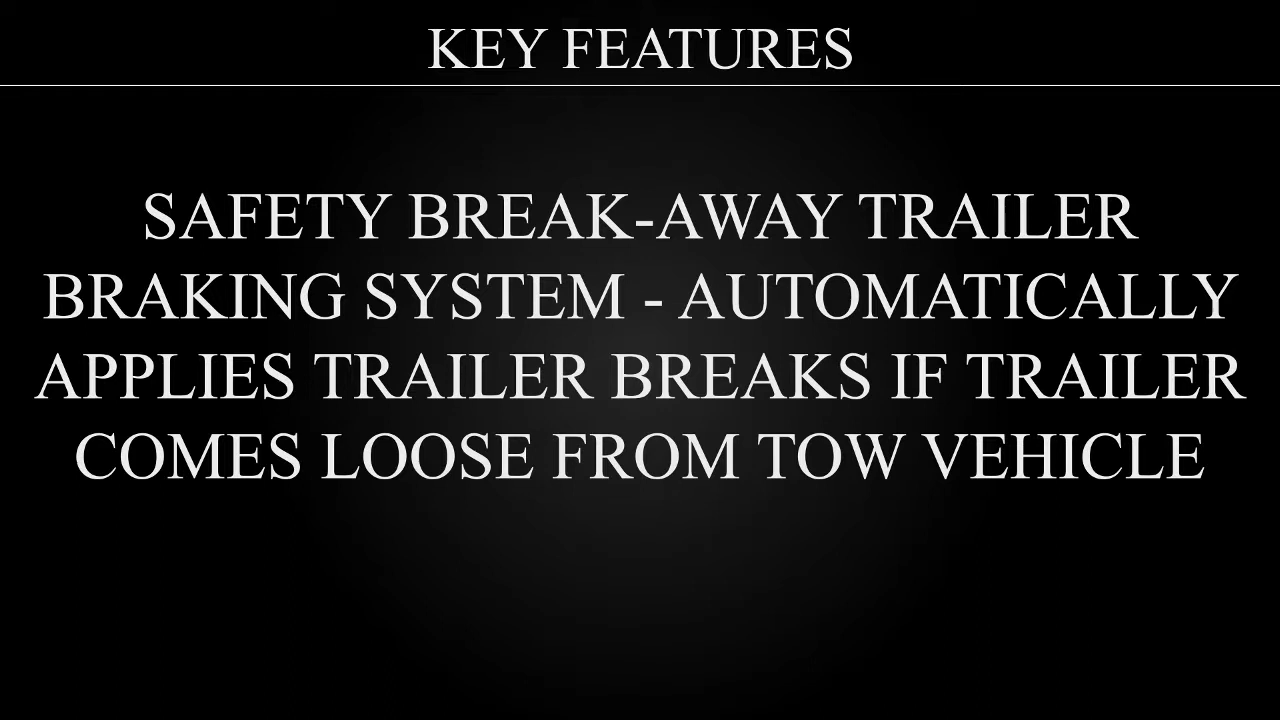 KEY FEATURES
SAFETY BREAK-AWAY TRAILER
BRAKING SYSTEM - AUTOMATICALLY
APPLIES TRAILER BREAKS IF TRAILER
COMES LOOSE FROM TOW VEHICLE